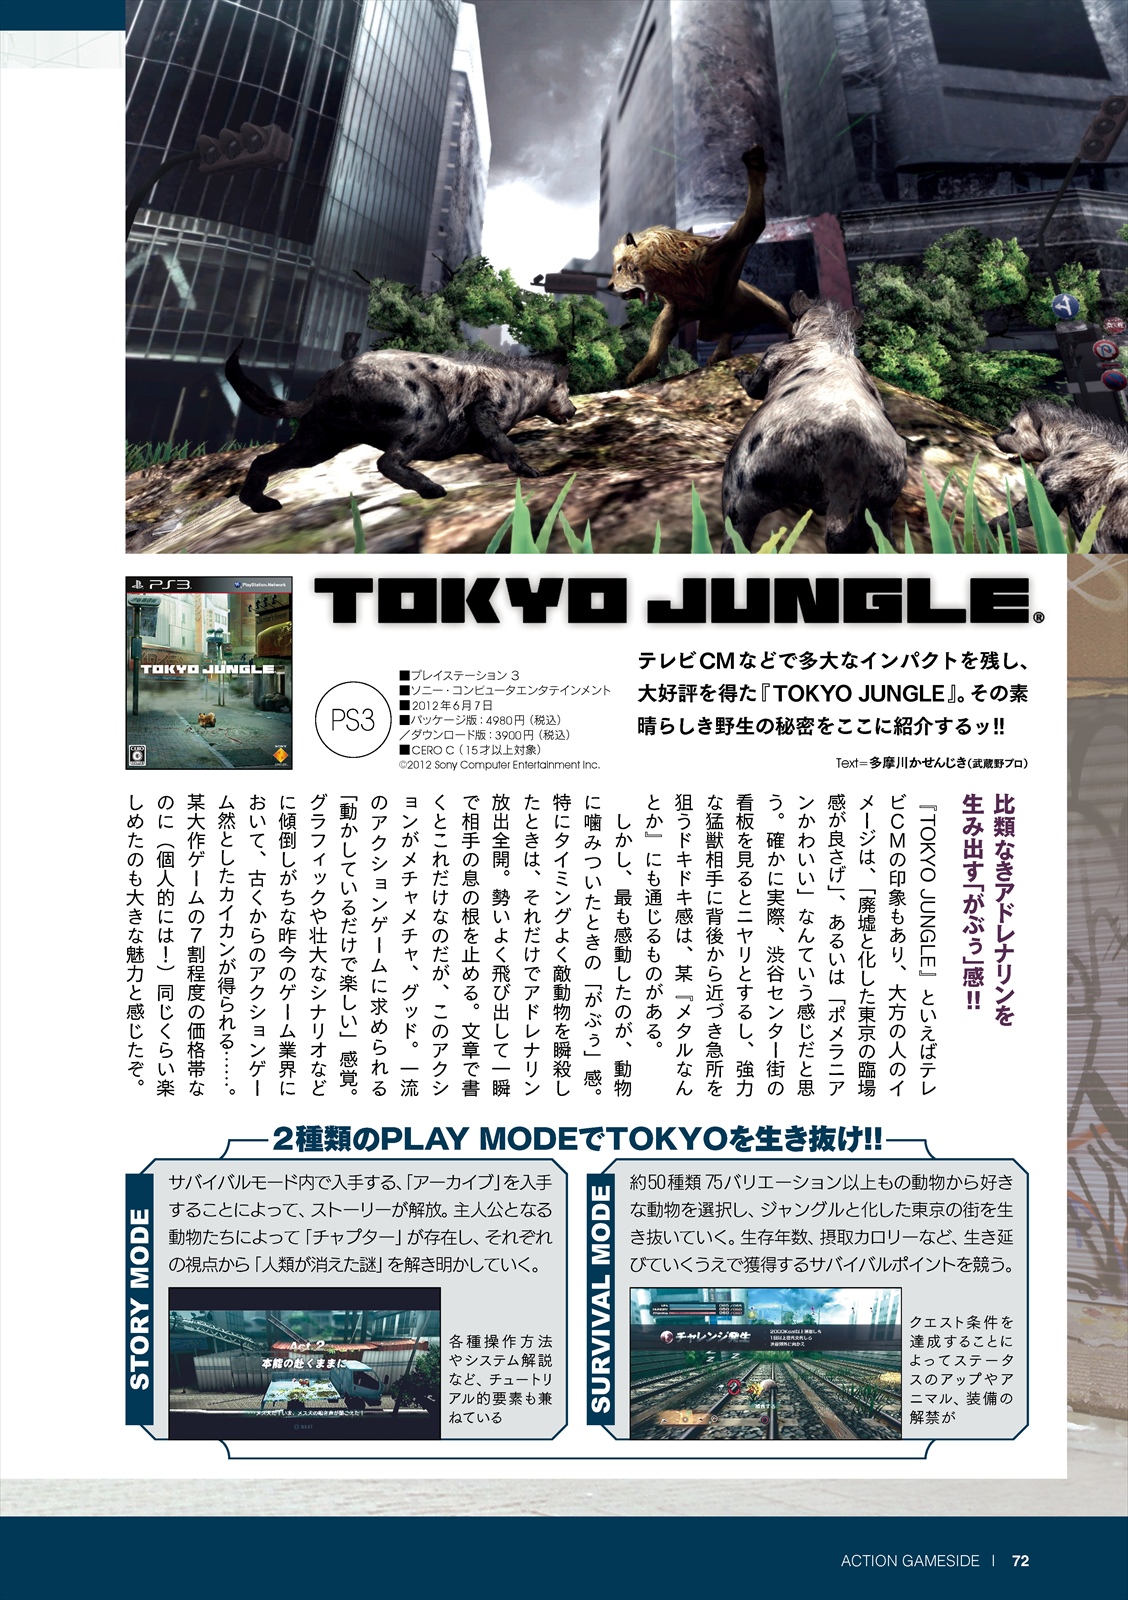 PS3
PlayStation Network
TOKYO JUNGLE
CERO
SONY
TOKYO JUNGLE®
PS3
■プレイステーション 3
■ソニー・コンピュータエンタテインメント
■2012年6月7日
■パッケージ版：4980円（税込）
／ダウンロード版：3900円（税込）
■CERO C（15才以上対象）
©2012 Sony Computer Entertainment Inc.
テレビCMなどで多大なインパクトを残し、
大好評を得た『TOKYO JUNGLE』。その素
晴らしき野生の秘密をここに紹介するッ!!
Text=多摩川かせんじき（武蔵野プロ）
比類なきアドレナリンを
生み出す「がぶぅ」感!!
『TOKYO JUNGLE』といえばテレ
ビCMの印象もあり、大方の人のイ
メージは、「廃墟と化した東京の臨場
感が良さげ」、あるいは「ポメラニア
ンかわいい」なんていう感じだと思
う。確かに実際、渋谷センター街の
看板を見るとニヤリとするし、強力
な猛獣相手に背後から近づき急所を
狙うドキドキ感は、某『メタルなん
とか』にも通じるものがある。
しかし、最も感動したのが、動物
に噛みついたときの「がぶぅ」感。
特にタイミングよく敵動物を瞬殺し
たときは、それだけでアドレナリン
放出全開。勢いよく飛び出して一瞬
で相手の息の根を止める。文章で書
くとこれだけなのだが、このアクシ
ョンがメチャメチャ、グッド。一流
のアクションゲームに求められる
「動かしているだけで楽しい」感覚。
グラフィックや壮大なシナリオなど
に傾倒しがちな昨今のゲーム業界に
おいて、古くからのアクションゲー
ム然としたカイカンが得られる……。
某大作ゲームの7割程度の価格帯な
のに（個人的には！）同じくらい楽
しめたのも大きな魅力と感じたぞ。
2種類のPLAY MODEでTOKYOを生き抜け!!
STORY MODE
サバイバルモード内で入手する、「アーカイブ」を入手
することによって、ストーリーが解放。主人公となる
動物たちによって「チャプター」が存在し、それぞれ
の視点から「人類が消えた謎」を解き明かしていく。
Act.2
本能の赴くままに
NEXT
各種操作方法
やシステム解説
など、チュートリ
アル的要素も兼
ねている
SURVIVAL MODE
約50種類 75バリエーション以上もの動物から好き
な動物を選択し、ジャングルと化した東京の街を生
き抜いていく。生存年数、摂取カロリーなど、生き延
びていくうえで獲得するサバイバルポイントを競う。
チャレンジ発生
クエスト条件を
達成することに
よってステータ
スのアップやア
ニマル、装備の
解禁が
ACTION GAMESIDE | 72